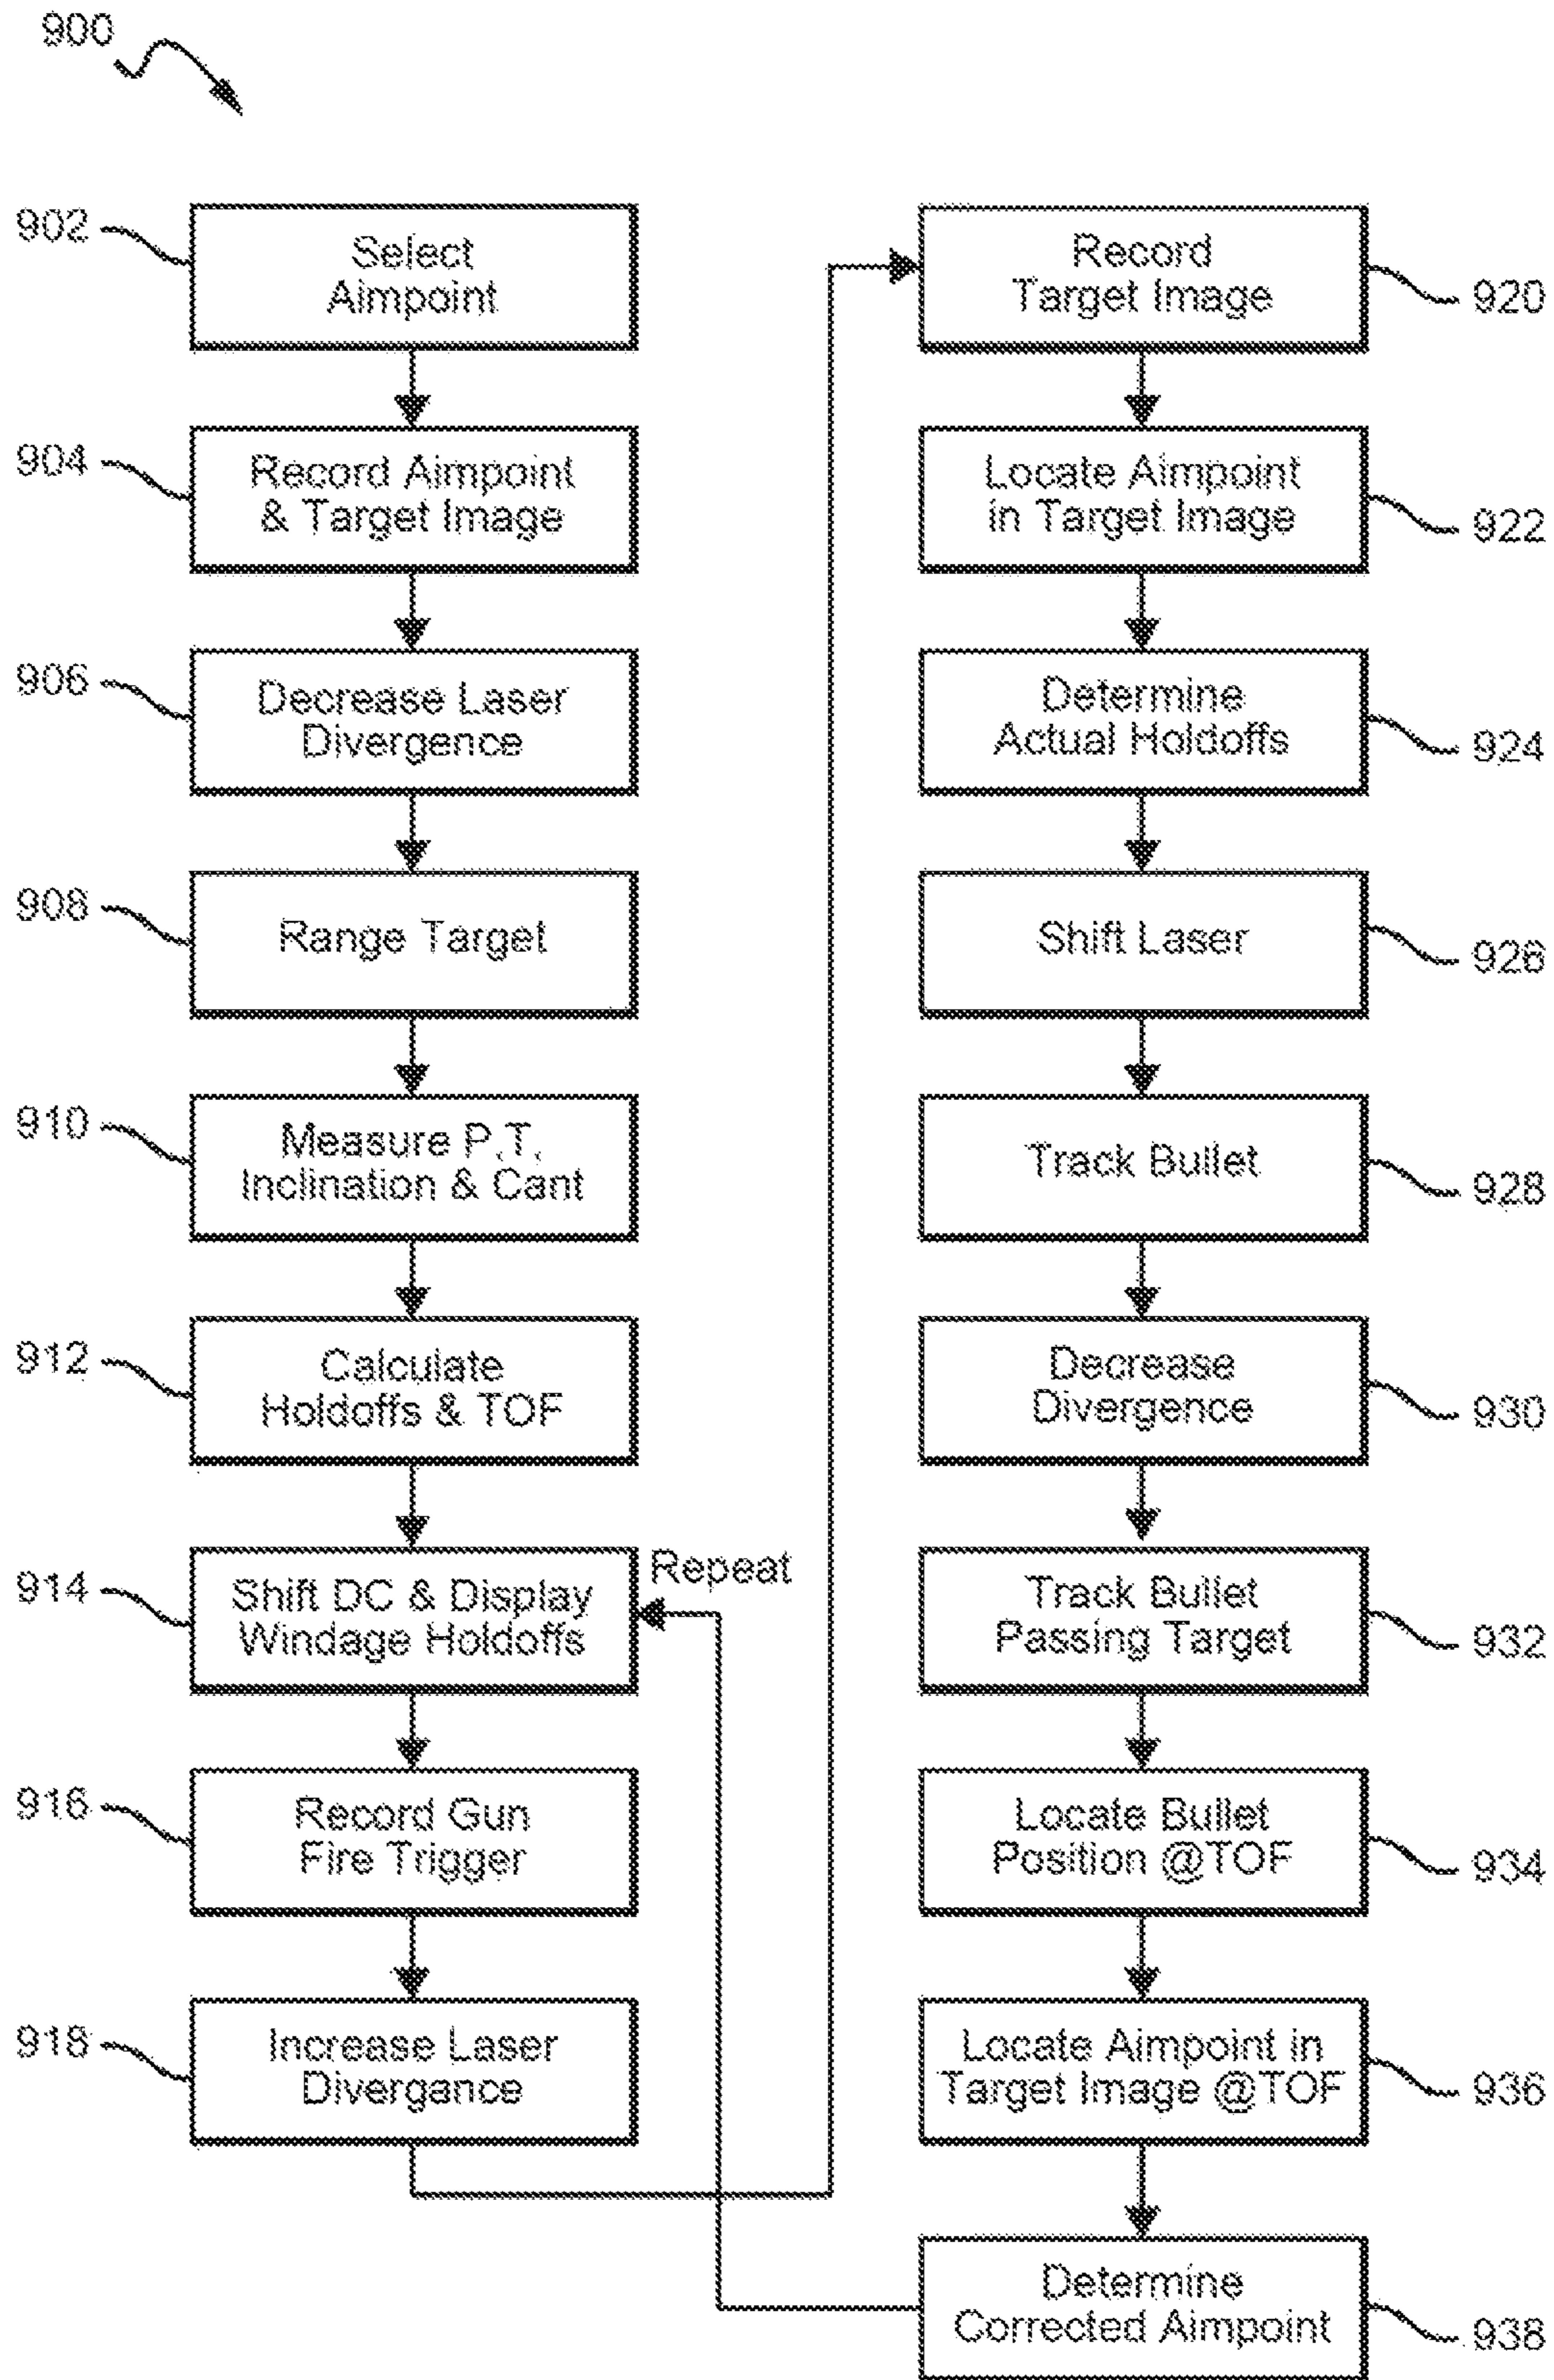 900
902
Select
Aimpoint
904
Record Aimpoint
& Target Image
906
Decrease Laser
Divergence
908
Range Target
910
Measure P,T,
Inclination & Cant
912
Calculate
Holdoffs & TOF
914
Shift DC & Display
Windage Holdoffs
Repeat
916
Record Gun
Fire Trigger
918
Increase Laser
Divergance
Record
Target Image
920
Locate Aimpoint
in Target Image
922
Determine
Actual Holdoffs
924
Shift Laser
926
Track Bullet
928
Decrease
Divergence
930
Track Bullet
Passing Target
932
Locate Bullet
Position @TOF
934
Locate Aimpoint in
Target Image @TOF
936
Determine
Corrected Aimpoint
938